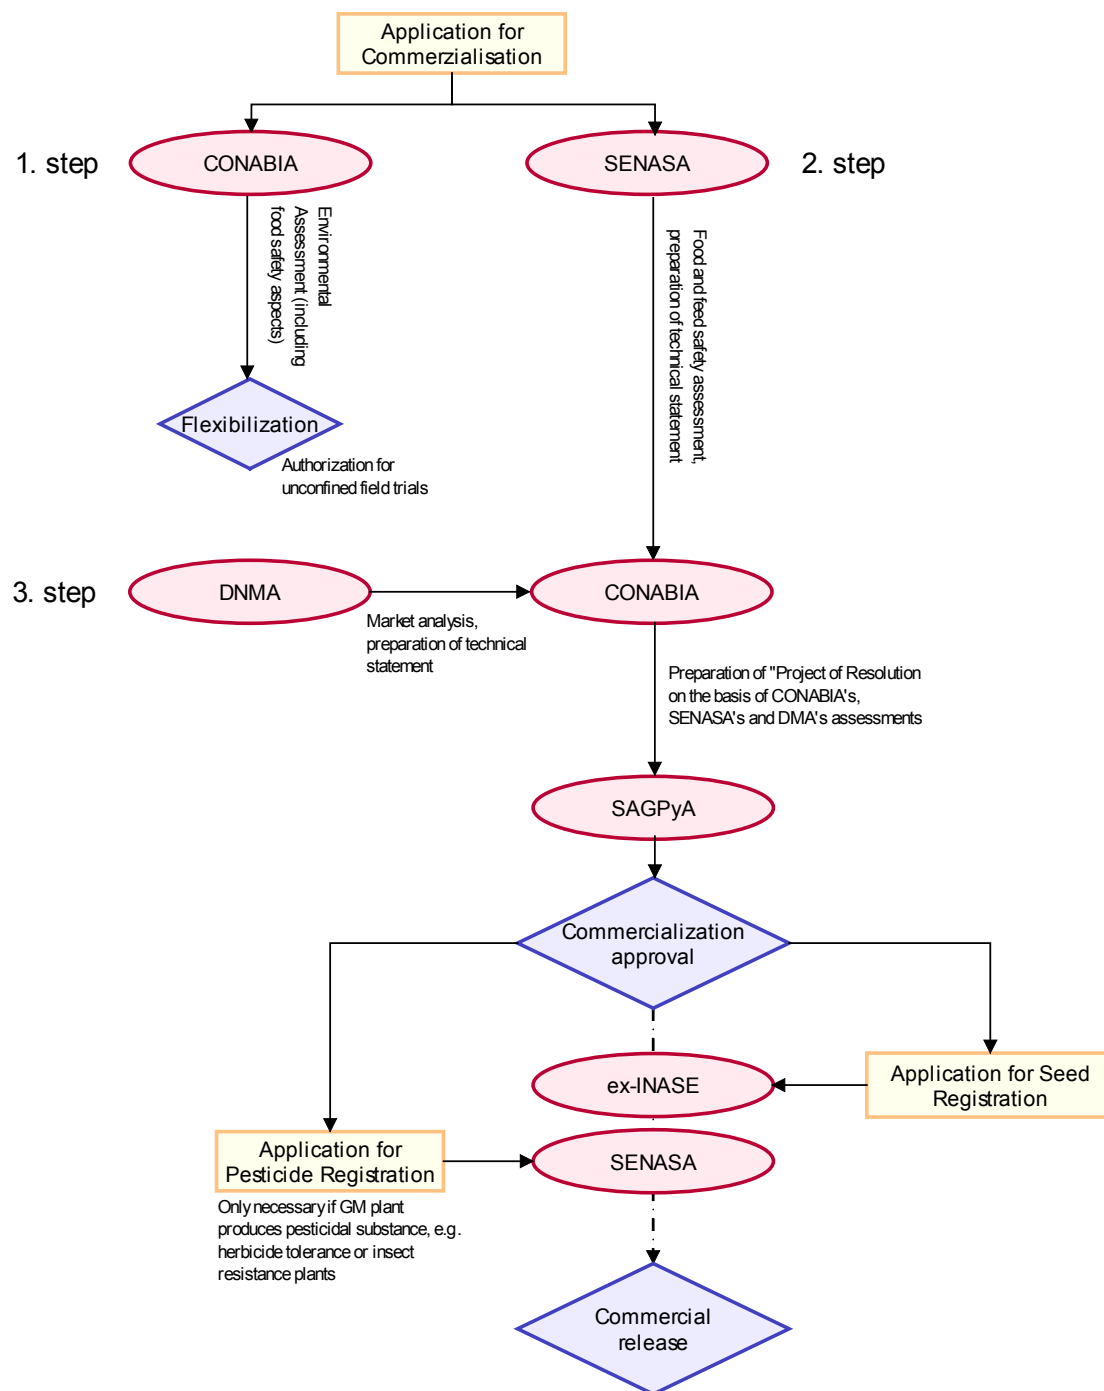 Application for
Commerzialisation
1. step
CONABIA
SENASA
2. step
Environmental
Assessment (including
food safety aspects)
Food and feed safety assessment,
preparation of technical statement
Flexibilization
Authorization for
unconfined field trials
3. step
DNMA
CONABIA
Market analysis,
preparation of technical
statement
Preparation of "Project of Resolution
on the basis of CONABIA's,
SENASA's and DMA's assessments
SAGPyA
Commercialization
approval
ex-INASE
Application for Seed
Registration
Application for
Pesticide Registration
SENASA
Only necessary if GM plant
produces pesticidal substance, e.g.
herbicide tolerance or insect
resistance plants
Commercial
release